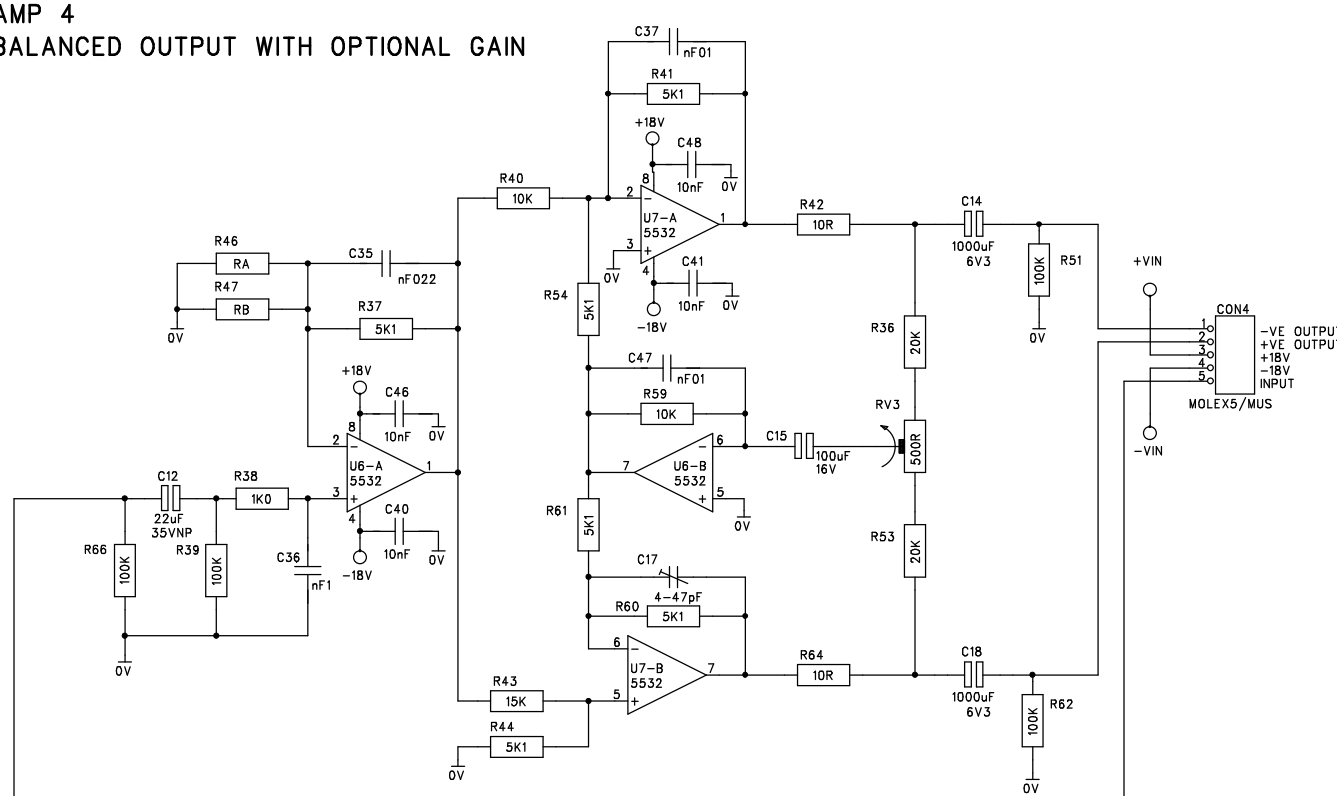 AMP 4
BALANCED OUTPUT WITH OPTIONAL GAIN
C37
nF01
R41
5K1
+18V
C48
10nF
0V
8
R40
10K
2
-
U7-A
5532
1
3
+
4
0V
C41
10nF
0V
-18V
R42
10R
C14
1000uF
6V3
100K
R51
0V
+VIN
R46
RA
R47
RB
0V
C35
nF022
R37
5K1
R54
5K1
R36
20K
CON4
1
2
3
4
5
-VE OUTPUT
+VE OUTPUT
+18V
-18V
INPUT
MOLEX5/MUS
-VIN
C47
nF01
R59
10K
RV3
500R
C15
100uF
16V
6
-
U6-B
5532
7
5
+
0V
+18V
C46
10nF
0V
8
2
-
U6-A
5532
1
3
+
4
C40
10nF
0V
-18V
C12
22uF
35VNP
R38
1K0
R66
100K
R39
100K
C36
nF1
0V
R61
5K1
R53
20K
C17
4-47pF
R60
5K1
6
-
U7-B
5532
7
5
+
R64
10R
C18
1000uF
6V3
100K
R62
0V
R43
15K
R44
5K1
0V